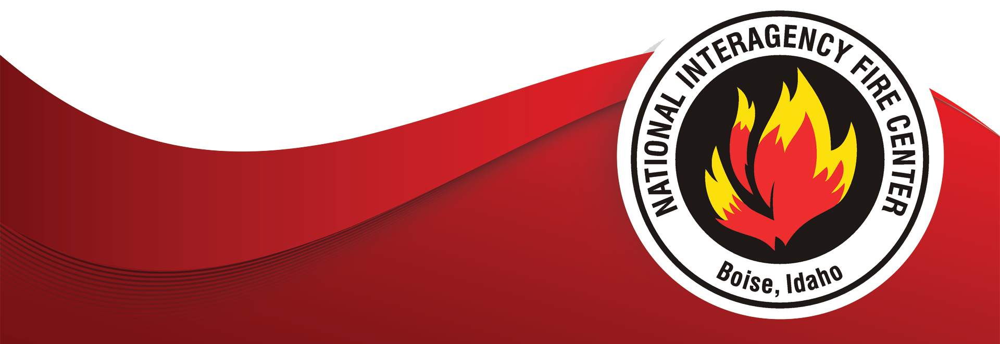 NATIONAL INTERAGENCY FIRE CENTER
Boise, Idaho